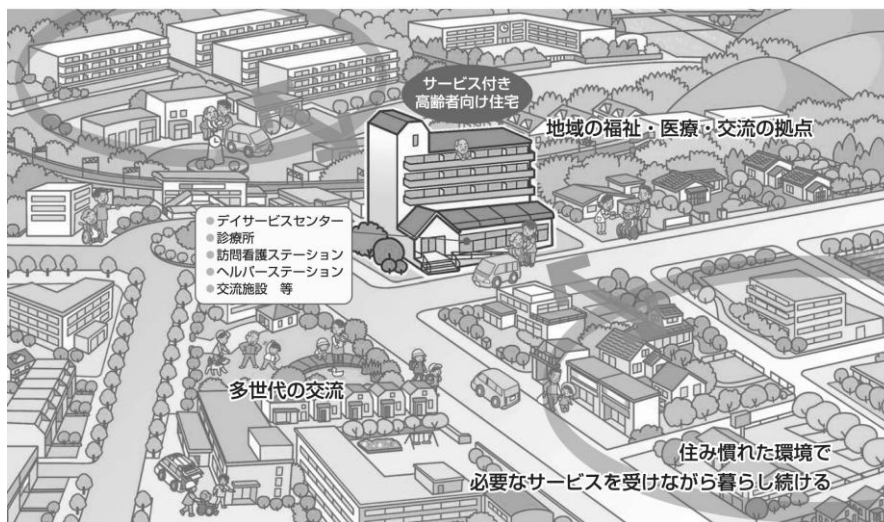 サービス付き
高齢者向け住宅
地域の福祉・医療・交流の拠点
●デイサービスセンター
●診療所
●訪問看護ステーション
●ヘルパーステーション
●交流施設　等
多世代の交流
住み慣れた環境で
必要なサービスを受けながら暮らし続ける